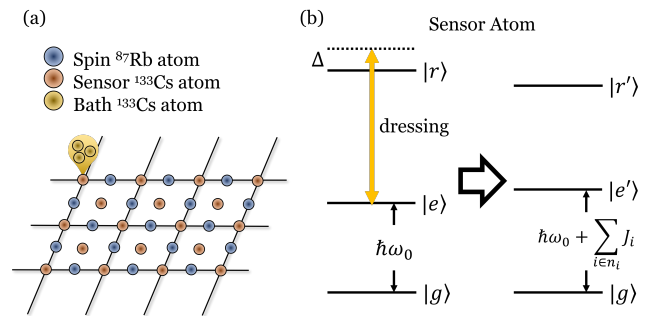 (a)
Spin ⁸⁷Rb atom
Sensor ¹³³Cs atom
Bath ¹³³Cs atom
(b)
Sensor Atom
Δ
|r⟩
dressing
|e⟩
ħω₀
|g⟩
|r′⟩
|e′⟩
ħω₀ + ∑ Jᵢ
i∈nᵢ
|g⟩